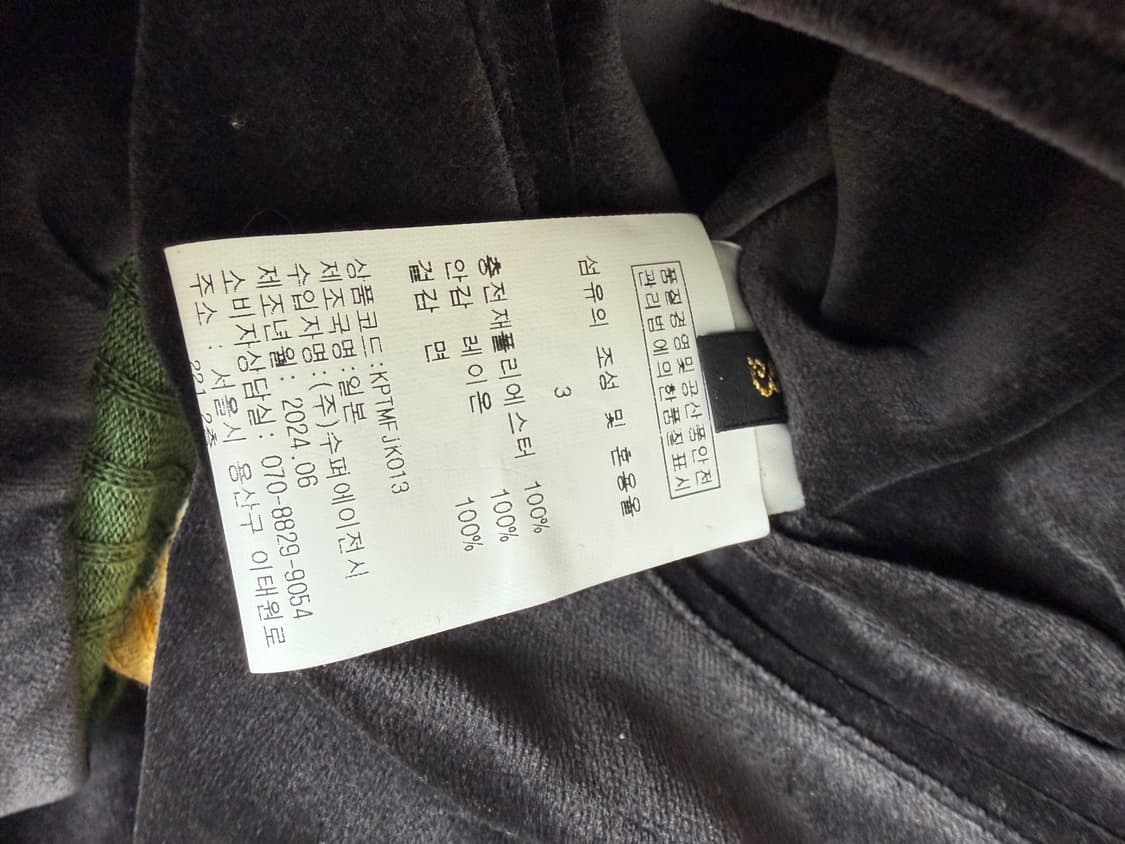 품질경영및공산품안전
관리법에의한품질표시
섬유의 조성 및 혼용율
3
충전재폴리에스터 100%
안감 레이온 100%
겉감 면 100%
상품코드:KPTMFJK013
제조국명:일본
수입자명:(주)수퍼에이전시
제조년월: 2024.06
소비자상담실: 070-8829-9054
주소 : 서울시 용산구 이태원로
221 2층